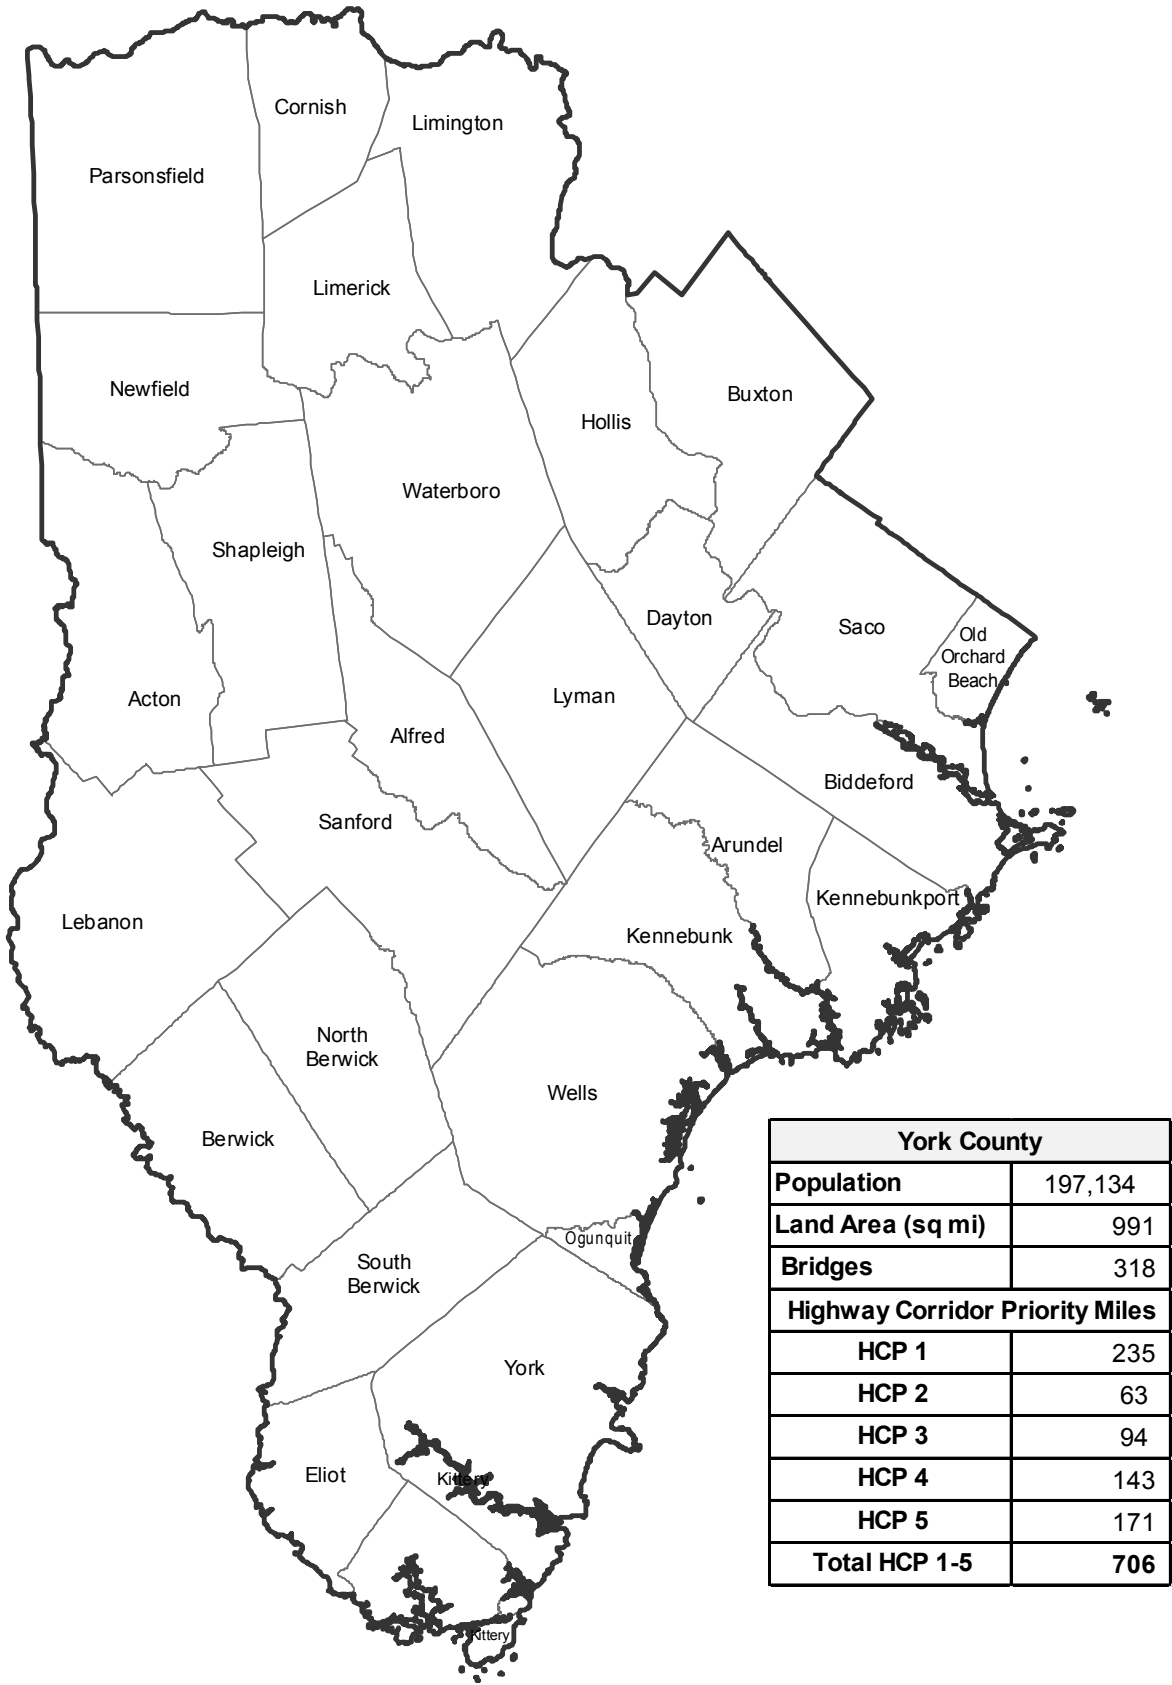 Cornish
Limington
Parsonsfield
Limerick
Newfield
Buxton
Hollis
Waterboro
Shapleigh
Dayton
Saco
Old
Orchard
Beach
Lyman
Acton
Alfred
Biddeford
Sanford
Arundel
Kennebunkport
Lebanon
Kennebunk
North
Berwick
Wells
Berwick
Ogunquit
South
Berwick
York
Eliot
Kittery
Kittery
York County
Population 197,134
Land Area (sq mi) 991
Bridges 318
Highway Corridor Priority Miles
HCP 1 235
HCP 2 63
HCP 3 94
HCP 4 143
HCP 5 171
Total HCP 1-5 706